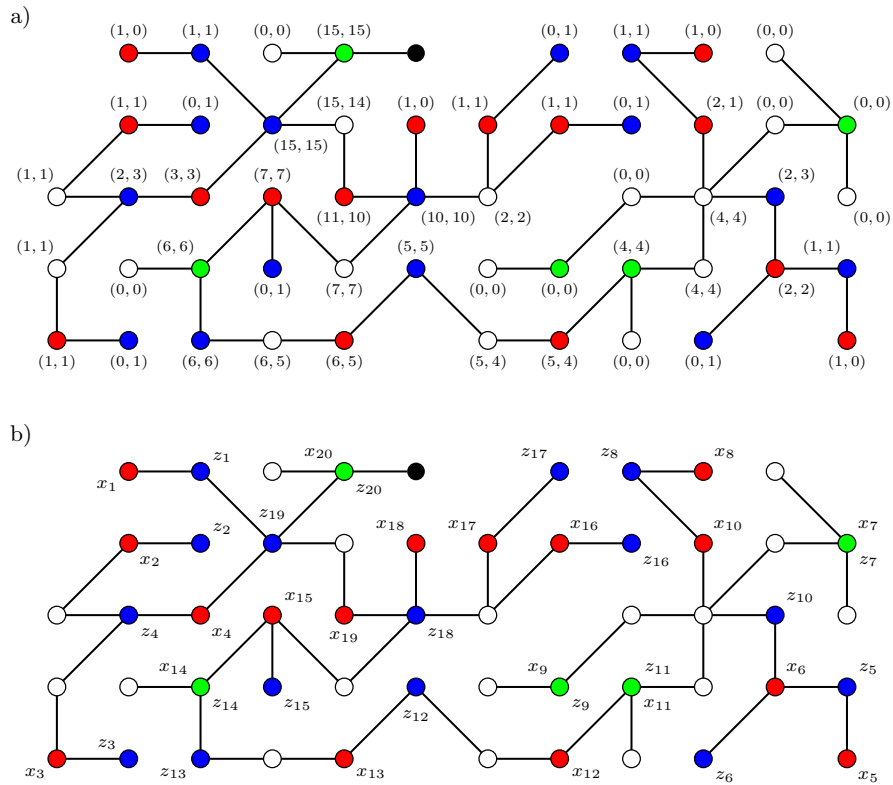 a)
(1, 0) (1, 1) (0, 0) (15, 15) (0, 1) (1, 1) (1, 0) (0, 0)
(1, 1) (0, 1) (15, 14) (1, 0) (1, 1) (1, 1) (0, 1) (2, 1) (0, 0) (0, 0)
(15, 15)
(1, 1) (2, 3) (3, 3) (7, 7) (0, 0) (2, 3)
(11, 10) (10, 10) (2, 2) (4, 4) (0, 0)
(1, 1) (6, 6) (5, 5) (4, 4) (1, 1)
(0, 0) (0, 1) (7, 7) (0, 0) (0, 0) (4, 4) (2, 2)
(1, 1) (0, 1) (6, 6) (6, 5) (6, 5) (5, 4) (5, 4) (0, 0) (0, 1) (1, 0)
b)
x₁ z₁ x₂₀ z₂₀ z₁₇ z₈ x₈
x₂ z₂ z₁₉ x₁₈ x₁₇ x₁₆ z₁₆ x₁₀ x₇ z₇
z₄ x₄ x₁₅ x₁₉ z₁₈ z₁₀
x₁₄ z₁₄ z₁₅ z₁₂ x₉ z₉ z₁₁ x₁₁ x₆ z₅
x₃ z₃ z₁₃ x₁₃ x₁₂ z₆ x₅